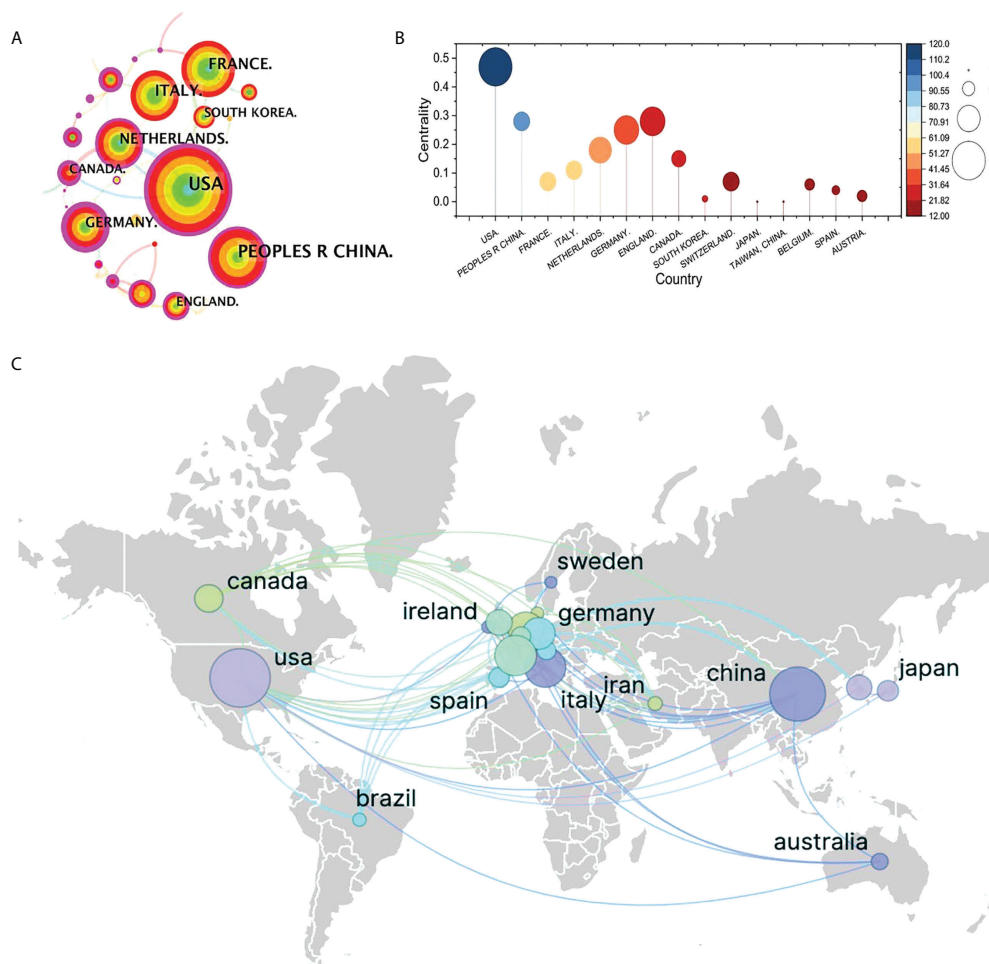 A
FRANCE.
ITALY.
SOUTH KOREA.
NETHERLANDS.
CANADA.
USA
GERMANY.
PEOPLES R CHINA.
ENGLAND.
B
Centrality
0.5
0.4
0.3
0.2
0.1
0.0
USA.
PEOPLES R CHINA.
FRANCE.
ITALY.
NETHERLANDS.
GERMANY.
ENGLAND.
CANADA.
SOUTH KOREA.
SWITZERLAND.
JAPAN.
TAIWAN, CHINA.
BELGIUM.
SPAIN.
AUSTRIA.
Country
120.0
110.2
100.4
90.55
80.73
70.91
61.09
51.27
41.45
31.64
21.82
12.00
C
sweden
canada
ireland
germany
usa
china
japan
iran
spain
italy
brazil
australia